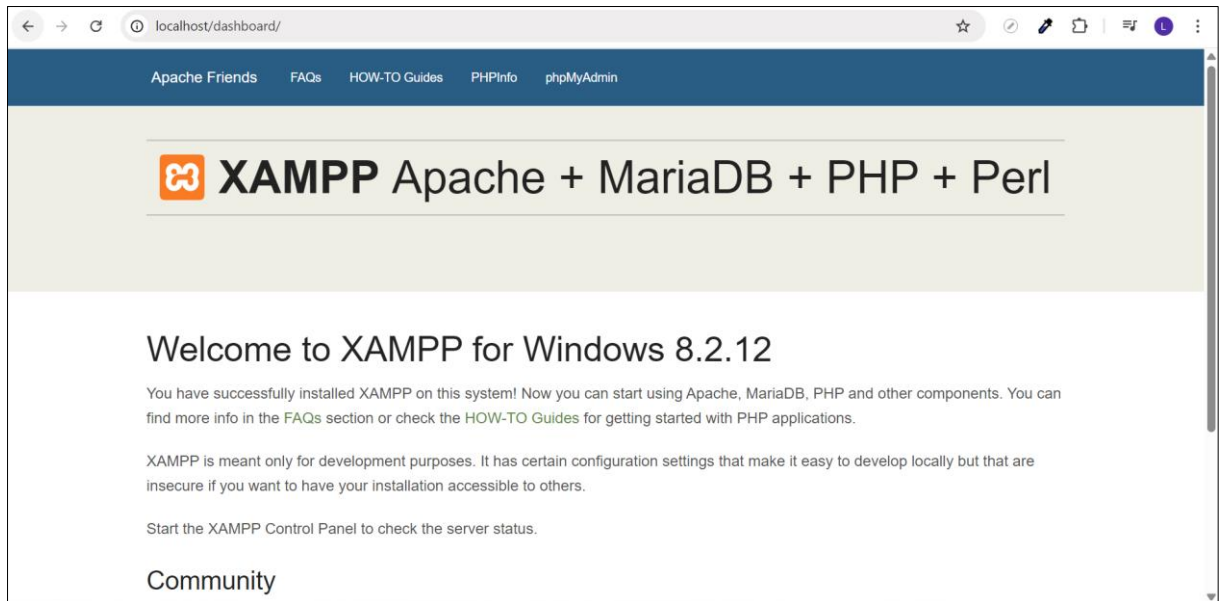 localhost/dashboard/
L
Apache Friends FAQs HOW-TO Guides PHPInfo phpMyAdmin
XAMPP Apache + MariaDB + PHP + Perl
Welcome to XAMPP for Windows 8.2.12
You have successfully installed XAMPP on this system! Now you can start using Apache, MariaDB, PHP and other components. You can
find more info in the FAQs section or check the HOW-TO Guides for getting started with PHP applications.
XAMPP is meant only for development purposes. It has certain configuration settings that make it easy to develop locally but that are
insecure if you want to have your installation accessible to others.
Start the XAMPP Control Panel to check the server status.
Community